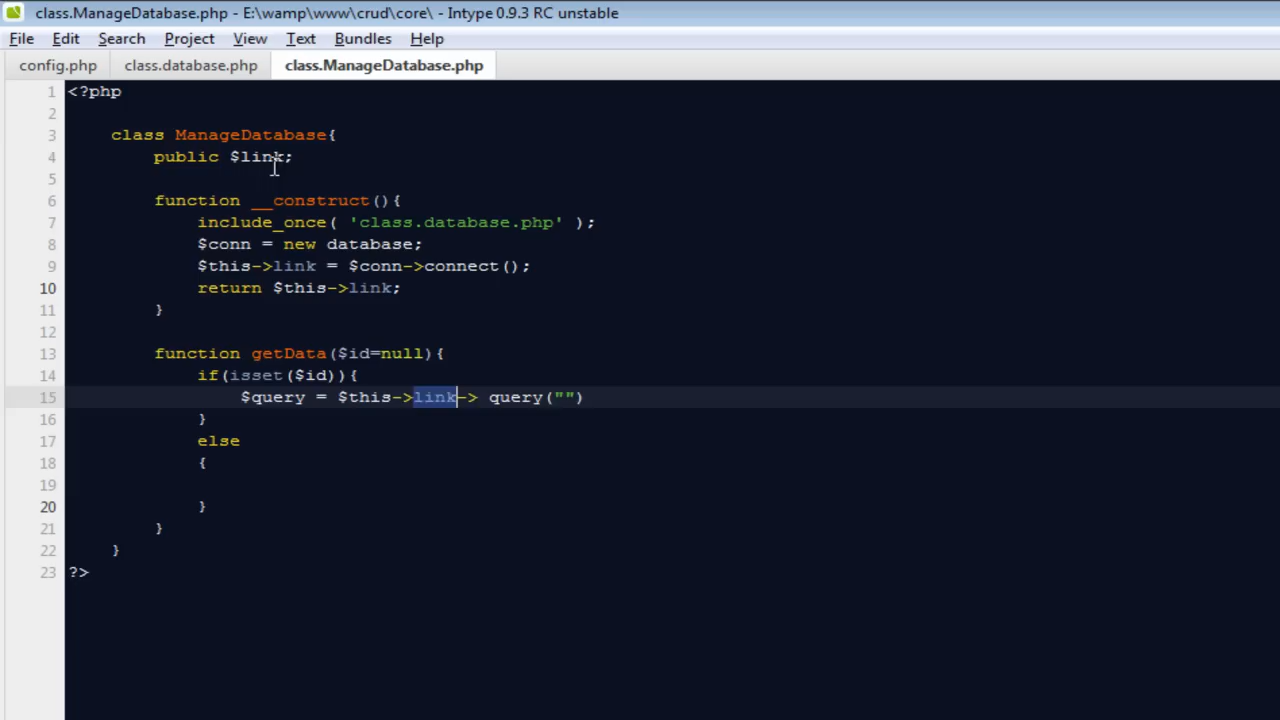 class.ManageDatabase.php - E:\wamp\www\crud\core\ - Intype 0.9.3 RC unstable
File Edit Search Project View Text Bundles Help
config.php class.database.php class.ManageDatabase.php
1 <?php
2
3 class ManageDatabase{
4 public $link;
5
6 function __construct(){
7 include_once( 'class.database.php' );
8 $conn = new database;
9 $this->link = $conn->connect();
10 return $this->link;
11 }
12
13 function getData($id=null){
14 if(isset($id)){
15 $query = $this->link-> query("")
16 }
17 else
18 {
19
20 }
21 }
22 }
23 ?>